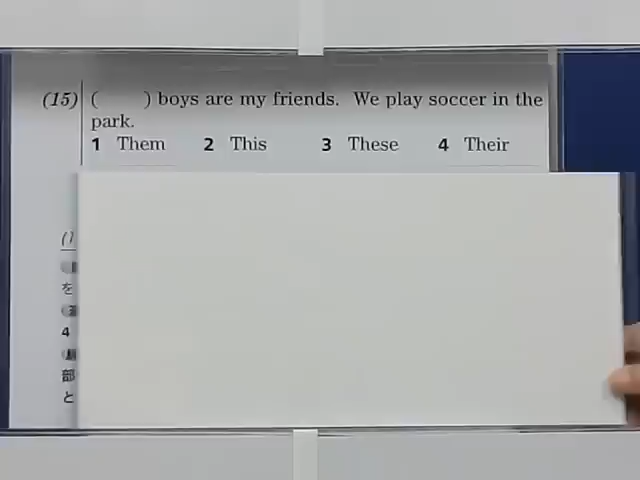 (15) ( ) boys are my friends. We play soccer in the
park.
1 Them 2 This 3 These 4 Their
を
4
部
と